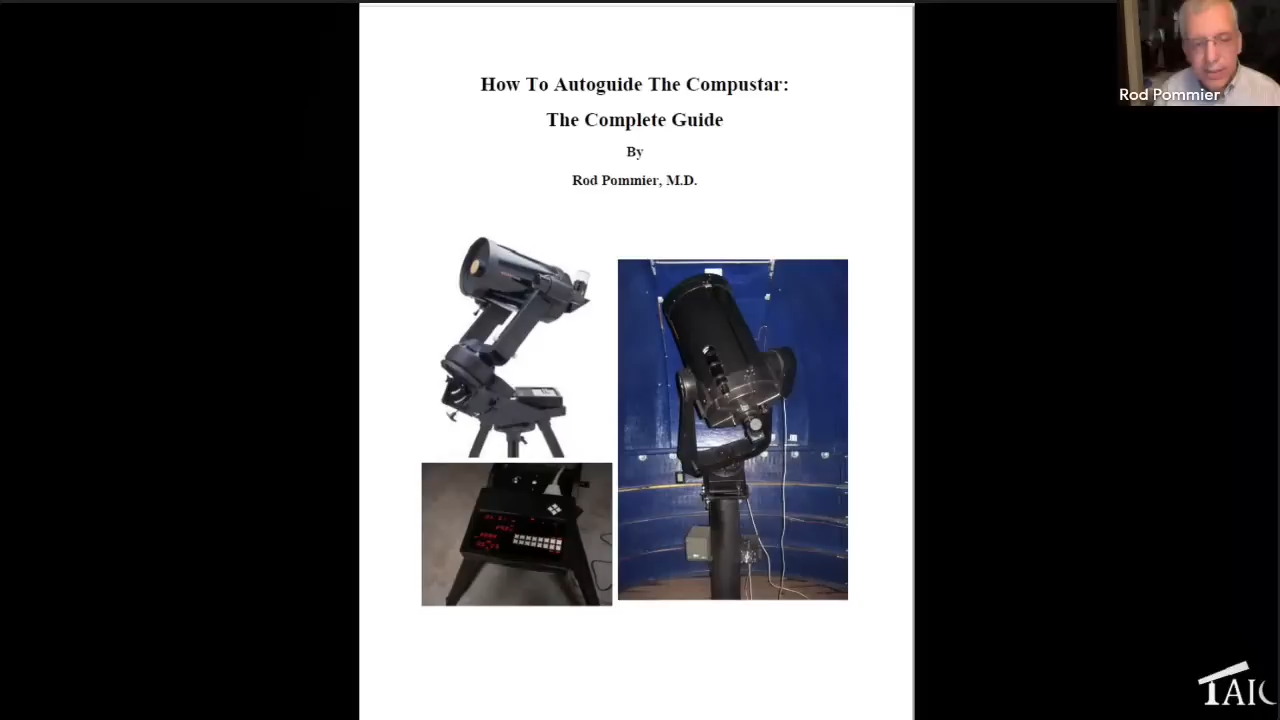 How To Autoguide The Compustar:
The Complete Guide
By
Rod Pommier, M.D.
Rod Pommier
TAIC